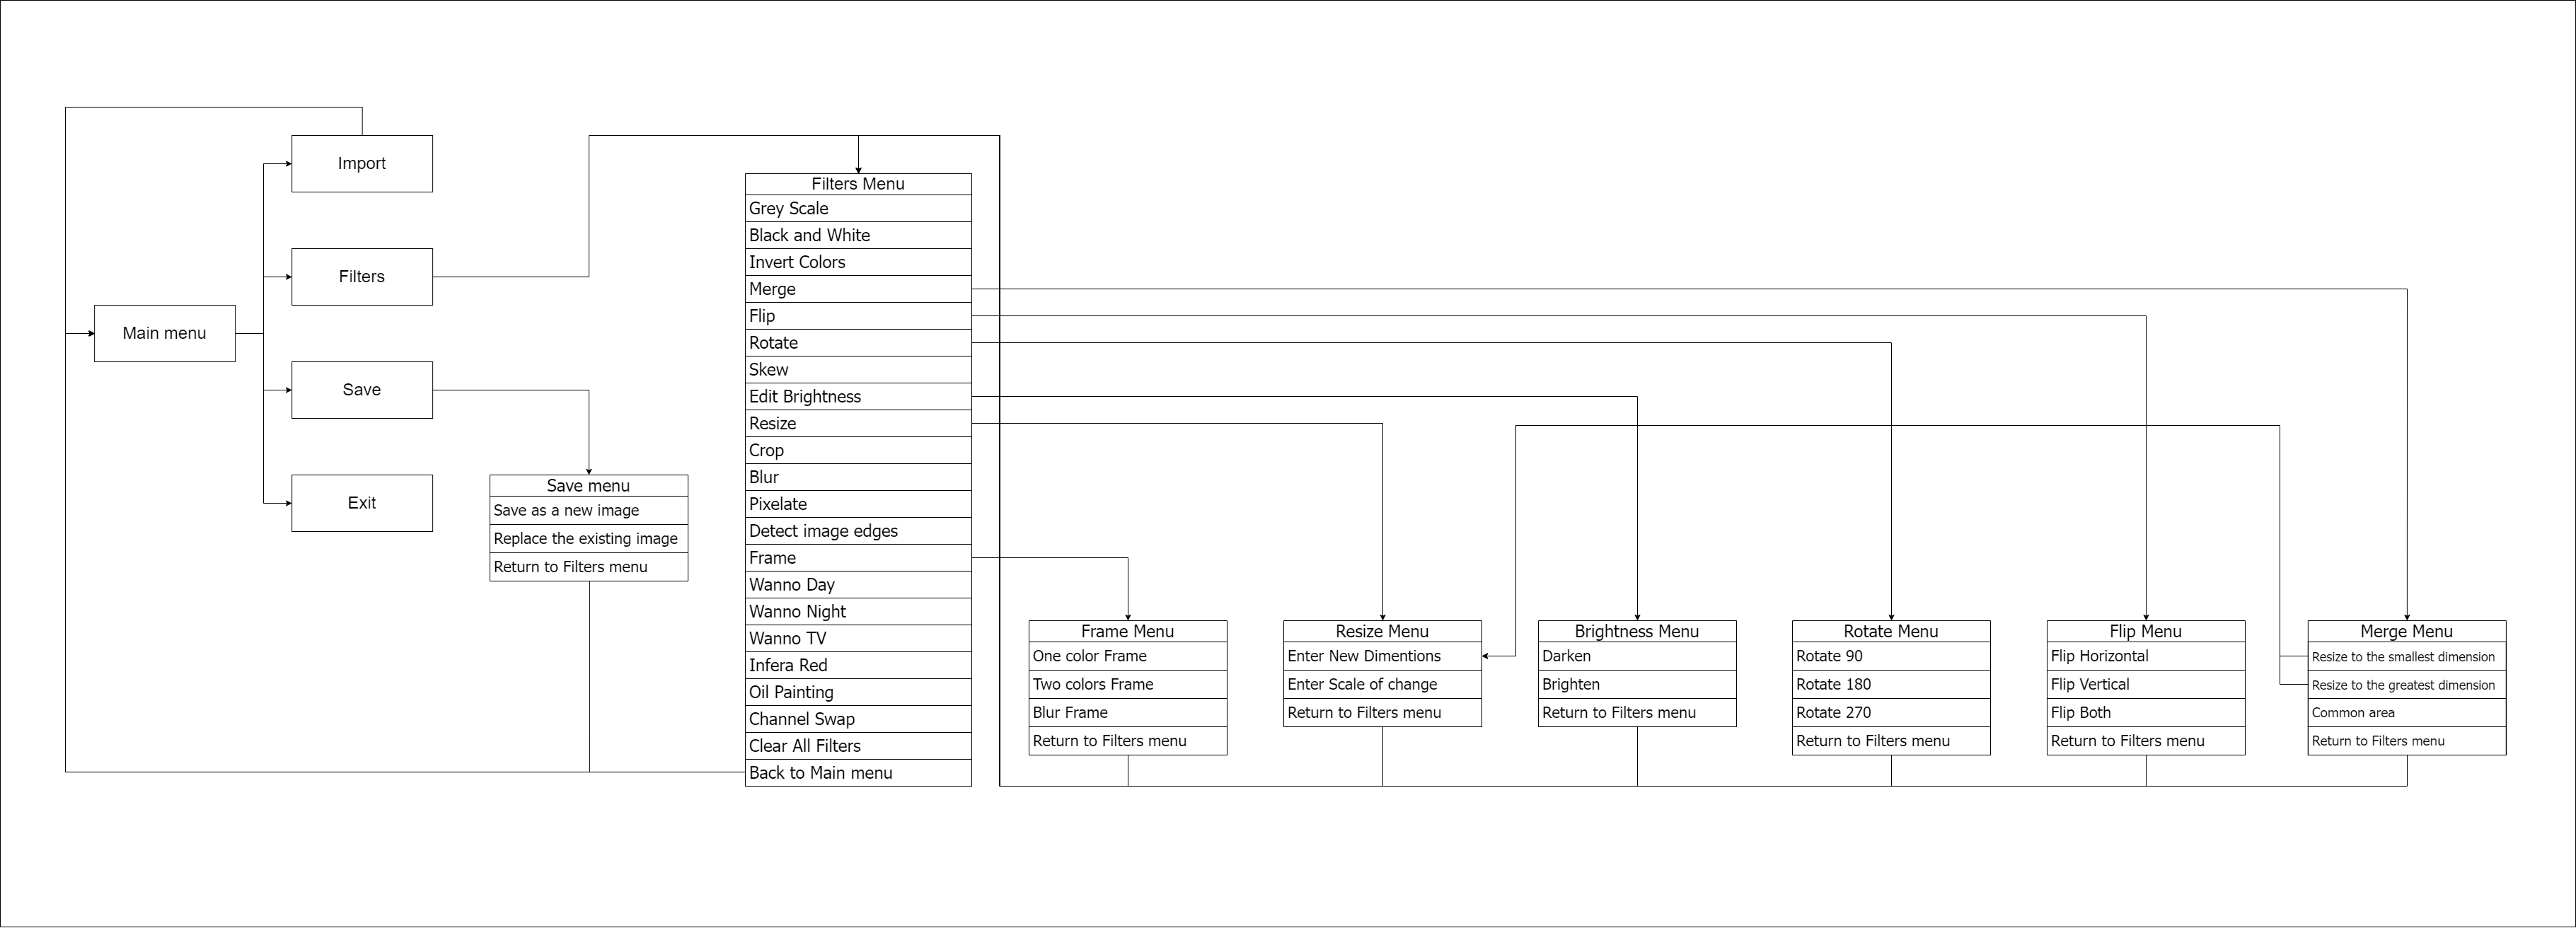 Main menu
Import
Filters
Save
Exit
Save menu
Save as a new image
Replace the existing image
Return to Filters menu
Filters Menu
Grey Scale
Black and White
Invert Colors
Merge
Flip
Rotate
Skew
Edit Brightness
Resize
Crop
Blur
Pixelate
Detect image edges
Frame
Wanno Day
Wanno Night
Wanno TV
Infera Red
Oil Painting
Channel Swap
Clear All Filters
Back to Main menu
Frame Menu
One color Frame
Two colors Frame
Blur Frame
Return to Filters menu
Resize Menu
Enter New Dimentions
Enter Scale of change
Return to Filters menu
Brightness Menu
Darken
Brighten
Return to Filters menu
Rotate Menu
Rotate 90
Rotate 180
Rotate 270
Return to Filters menu
Flip Menu
Flip Horizontal
Flip Vertical
Flip Both
Return to Filters menu
Merge Menu
Resize to the smallest dimension
Resize to the greatest dimension
Common area
Return to Filters menu